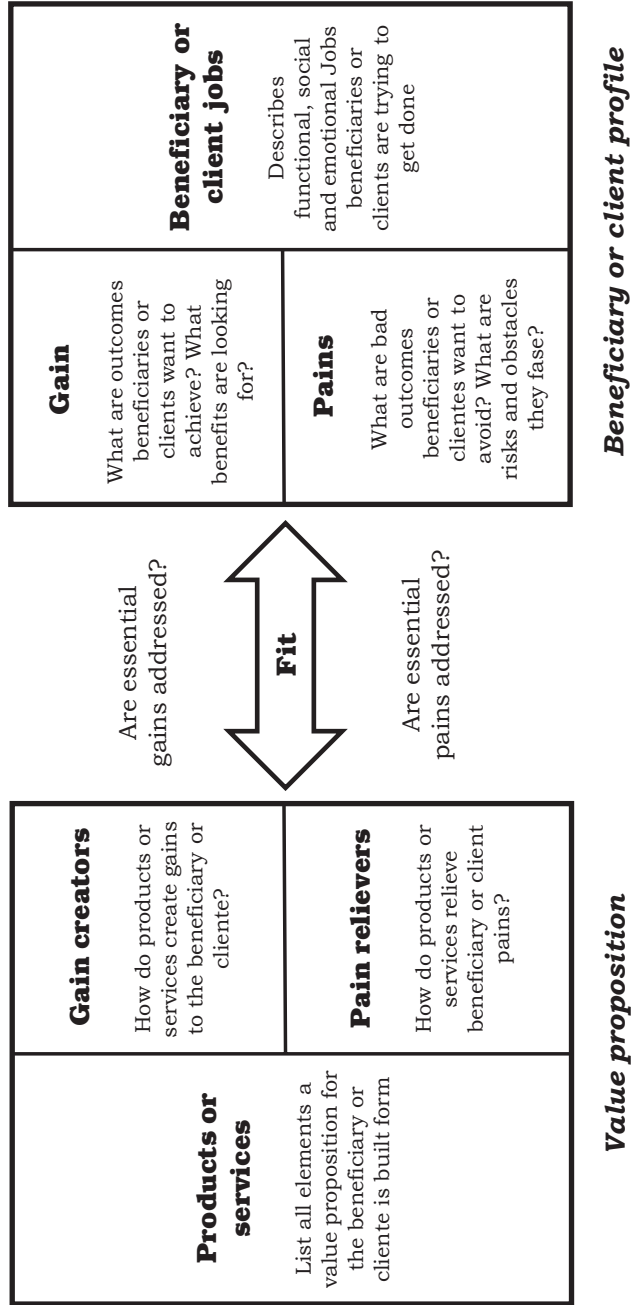 Products or
services
List all elements a
value proposition for
the beneficiary or
cliente is built form
Gain creators
How do products or
services create gains
to the beneficiary or
cliente?
Pain relievers
How do products or
services relieve
beneficiary or client
pains?
Value proposition
Are essential
gains addressed?
Fit
Are essential
pains addressed?
Gain
What are outcomes
beneficiaries or
clients want to
achieve? What
benefits are looking
for?
Pains
What are bad
outcomes
beneficiaries or
clientes want to
avoid? What are
risks and obstacles
they fase?
Beneficiary or
client jobs
Describes
functional, social
and emotional Jobs
beneficiaries or
clients are trying to
get done
Beneficiary or client profile